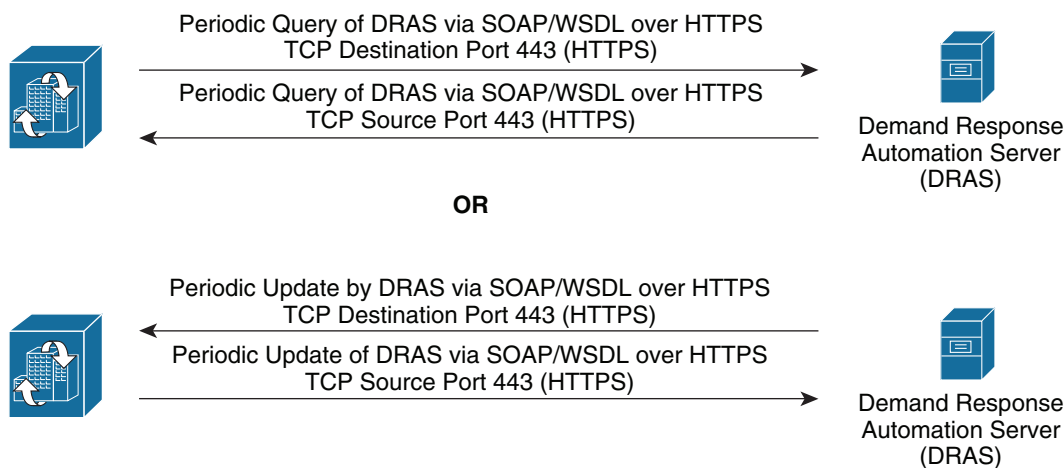 Periodic Query of DRAS via SOAP/WSDL over HTTPS
TCP Destination Port 443 (HTTPS)
Periodic Query of DRAS via SOAP/WSDL over HTTPS
TCP Source Port 443 (HTTPS)
Demand Response
Automation Server
(DRAS)
OR
Periodic Update by DRAS via SOAP/WSDL over HTTPS
TCP Destination Port 443 (HTTPS)
Periodic Update of DRAS via SOAP/WSDL over HTTPS
TCP Source Port 443 (HTTPS)
Demand Response
Automation Server
(DRAS)